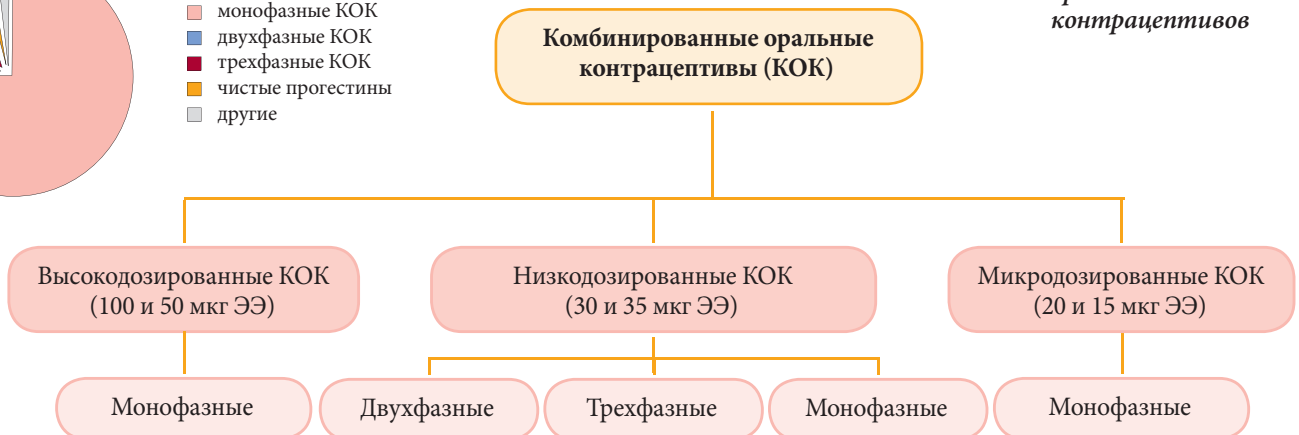 монофазные КОК
двухфазные КОК
трехфазные КОК
чистые прогестины
другие
контрацептивов
Комбинированные оральные
контрацептивы (КОК)
Высокодозированные КОК
(100 и 50 мкг ЭЭ)
Низкодозированные КОК
(30 и 35 мкг ЭЭ)
Микродозированные КОК
(20 и 15 мкг ЭЭ)
Монофазные
Двухфазные
Трехфазные
Монофазные
Монофазные